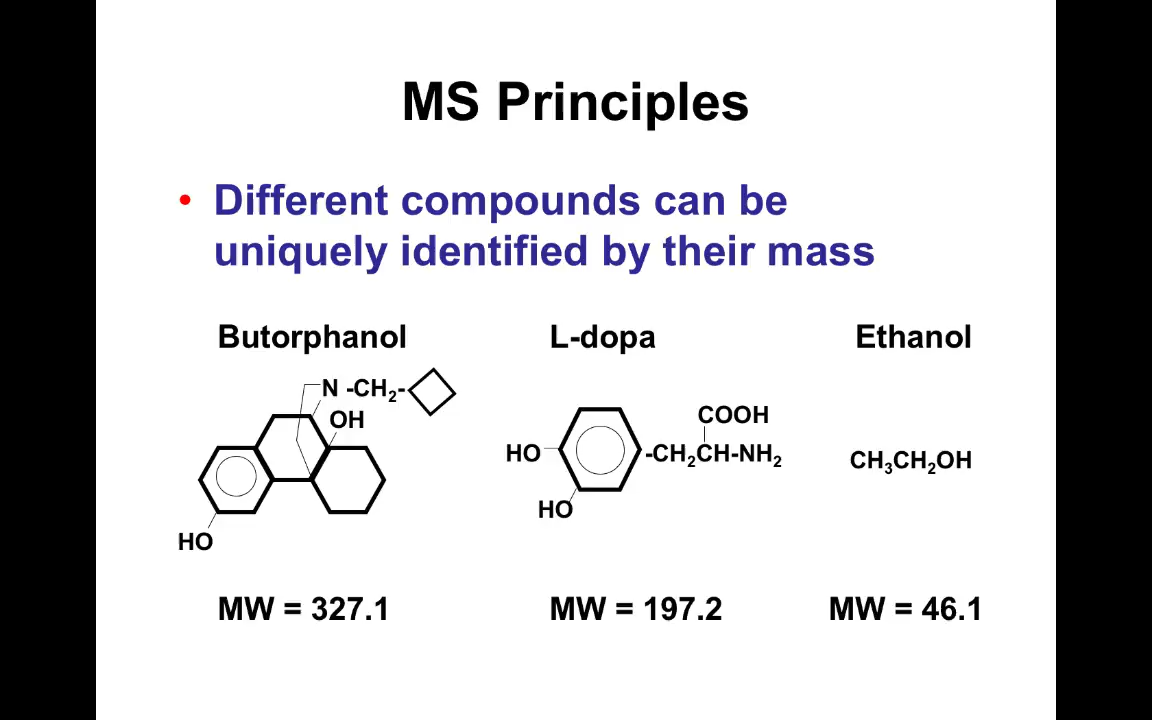 MS Principles
• Different compounds can be
uniquely identified by their mass
Butorphanol L-dopa Ethanol
N -CH₂-
OH
HO
COOH
HO -CH₂CH-NH₂
HO
CH₃CH₂OH
MW = 327.1 MW = 197.2 MW = 46.1